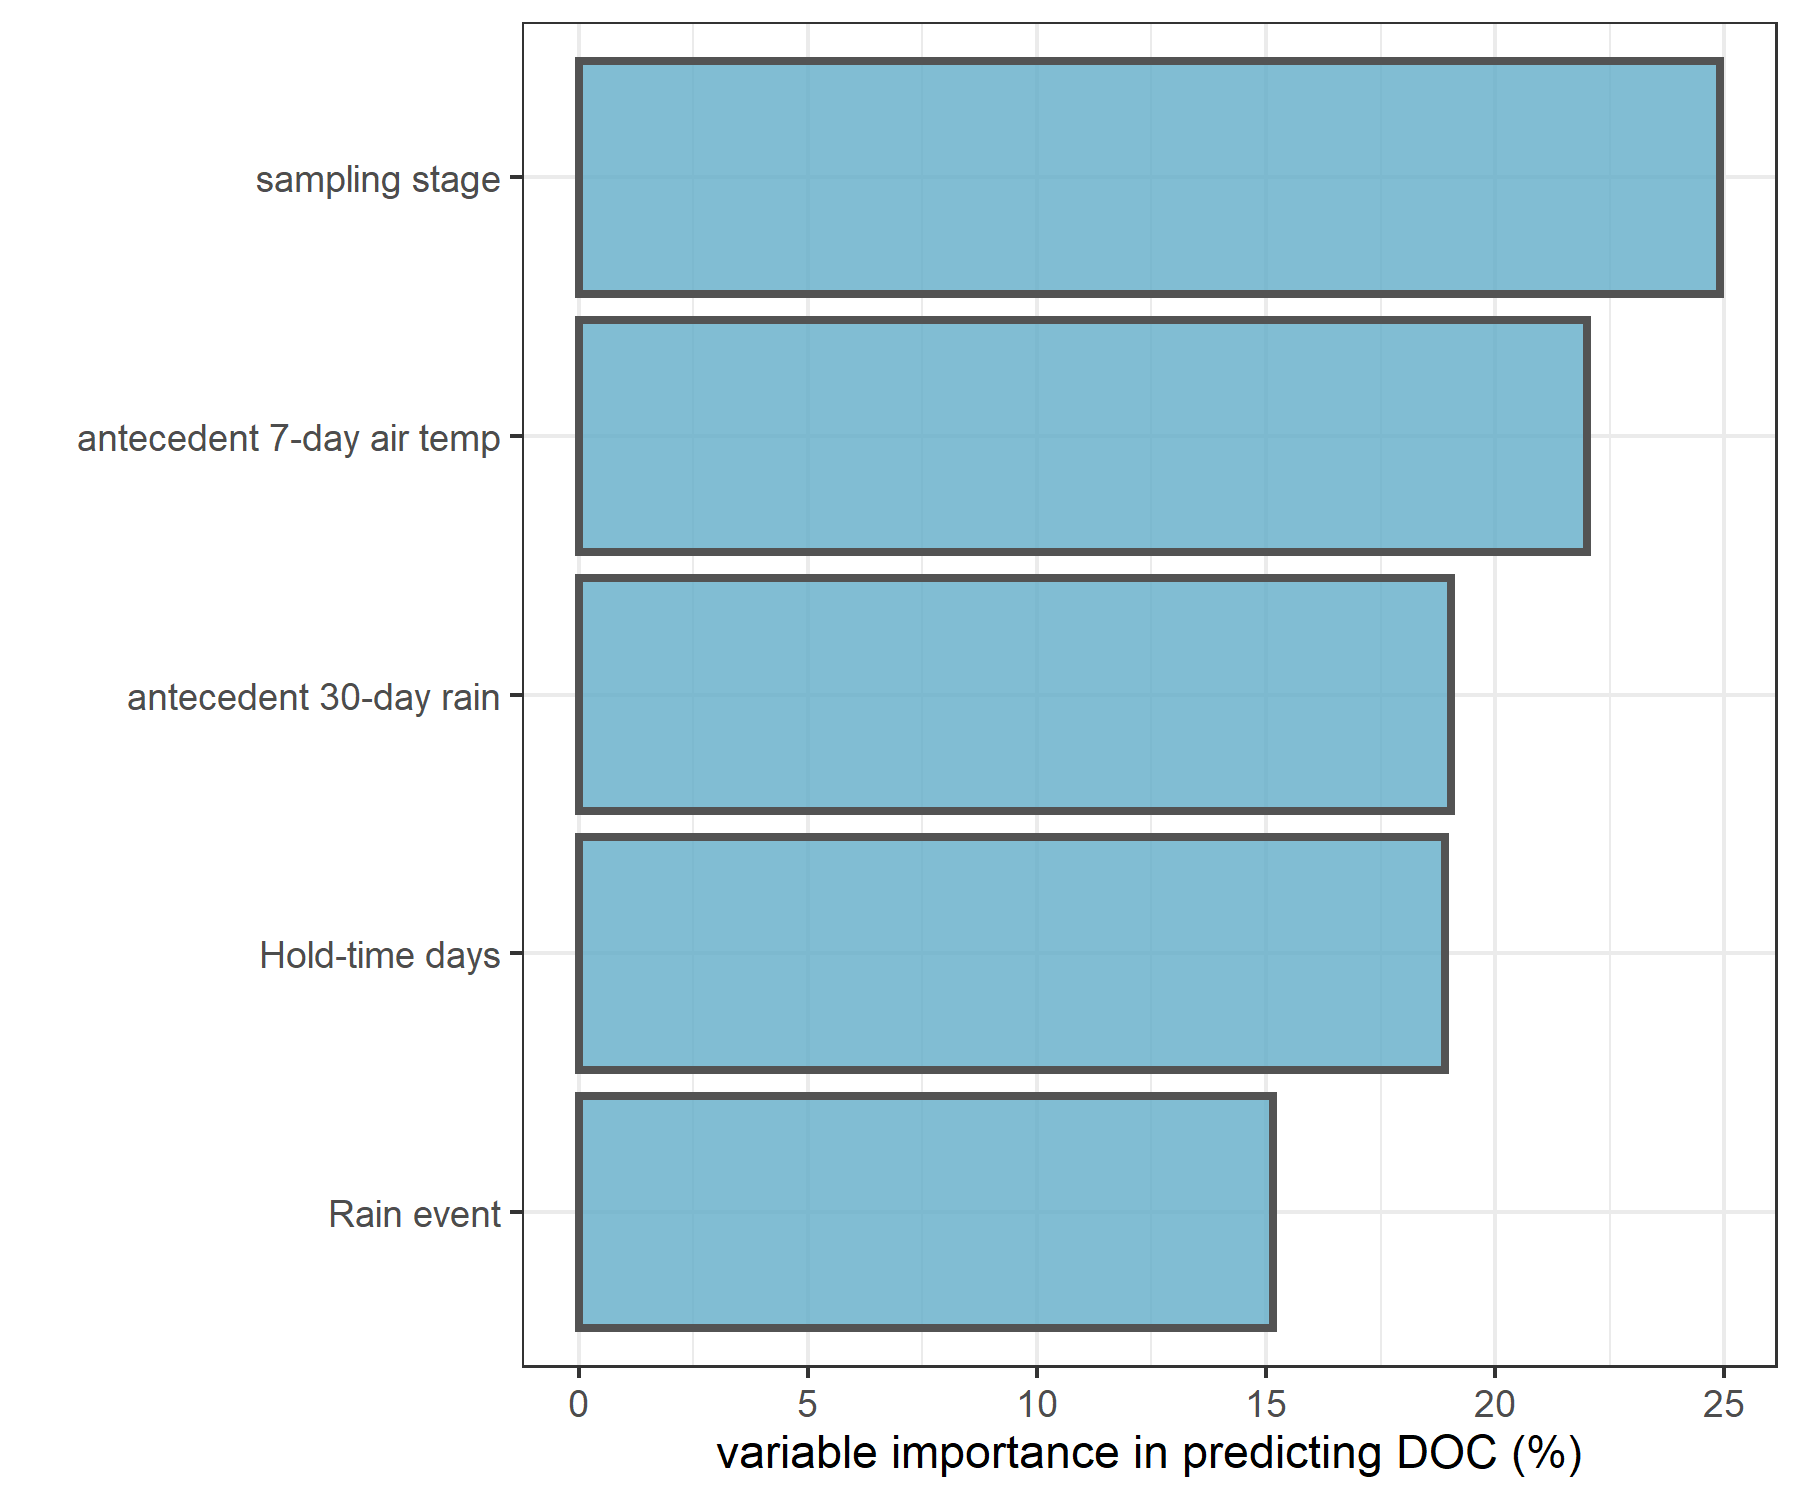 sampling stage
antecedent 7-day air temp
antecedent 30-day rain
Hold-time days
Rain event
0 5 10 15 20 25
variable importance in predicting DOC (%)